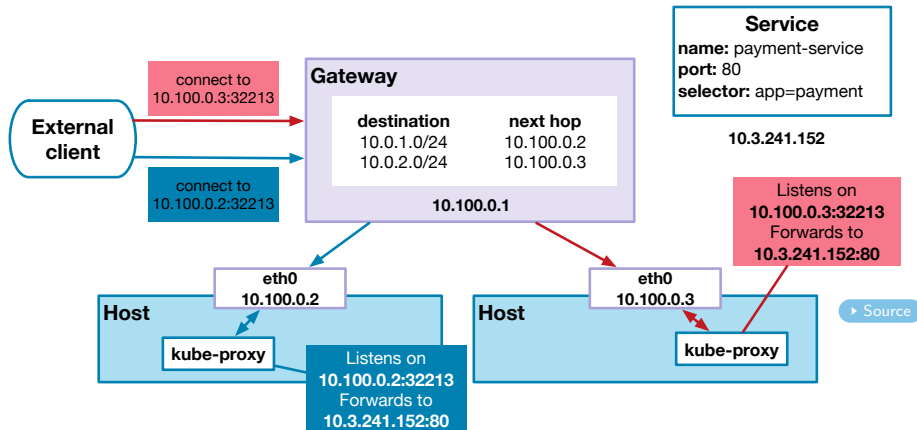 Service
name: payment-service
port: 80
selector: app=payment
10.3.241.152
connect to
10.100.0.3:32213
Gateway
destination next hop
10.0.1.0/24 10.100.0.2
10.0.2.0/24 10.100.0.3
10.100.0.1
External
client
connect to
10.100.0.2:32213
Listens on
10.100.0.3:32213
Forwards to
10.3.241.152:80
eth0
10.100.0.2
Host
kube-proxy
Listens on
10.100.0.2:32213
Forwards to
10.3.241.152:80
eth0
10.100.0.3
Host
kube-proxy
Source